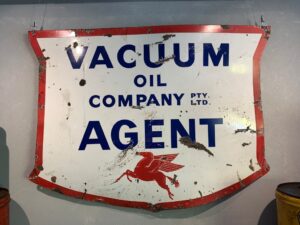 VACUUM
OIL
COMPANY PTY. LTD.
AGENT